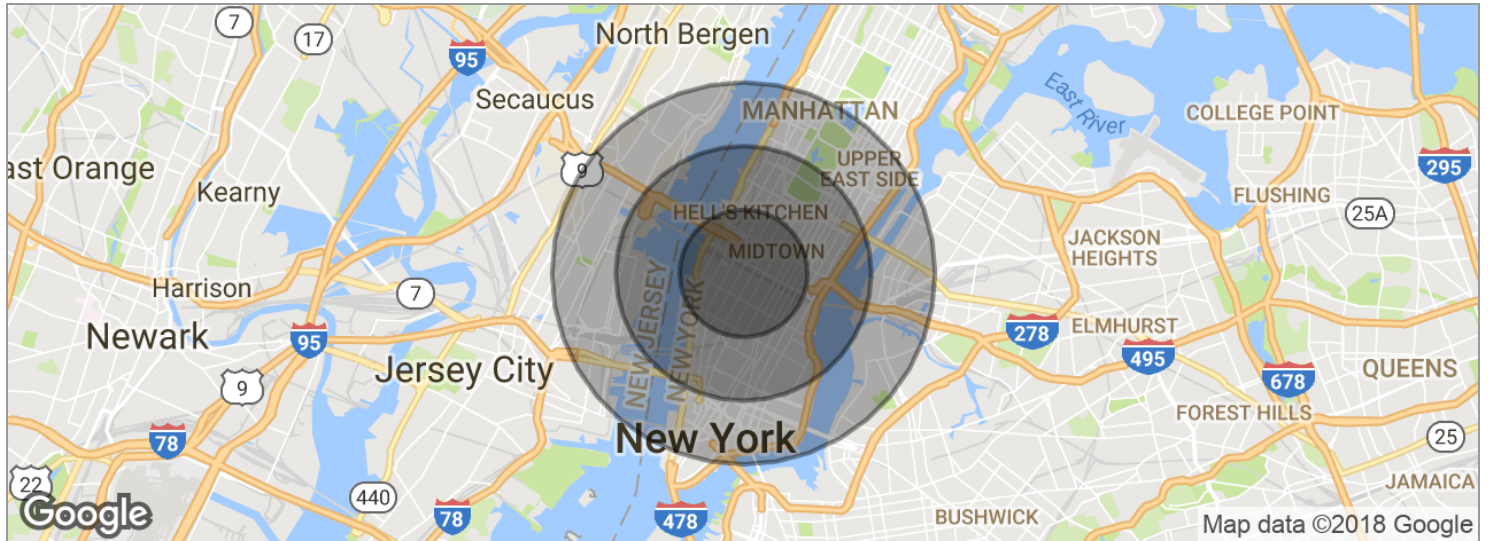 7
17
95
North Bergen
Secaucus
MANHATTAN
East River
COLLEGE POINT
ast Orange
9
UPPER
EAST SIDE
295
Kearny
FLUSHING
HELL'S KITCHEN
25A
MIDTOWN
JACKSON
HEIGHTS
Harrison
7
NEW JERSEY
NEW YORK
Newark
95
278
ELMHURST
495
Jersey City
9
678
QUEENS
FOREST HILLS
78
New York
25
22
440
JAMAICA
Google
78
478
BUSHWICK
Map data ©2018 Google